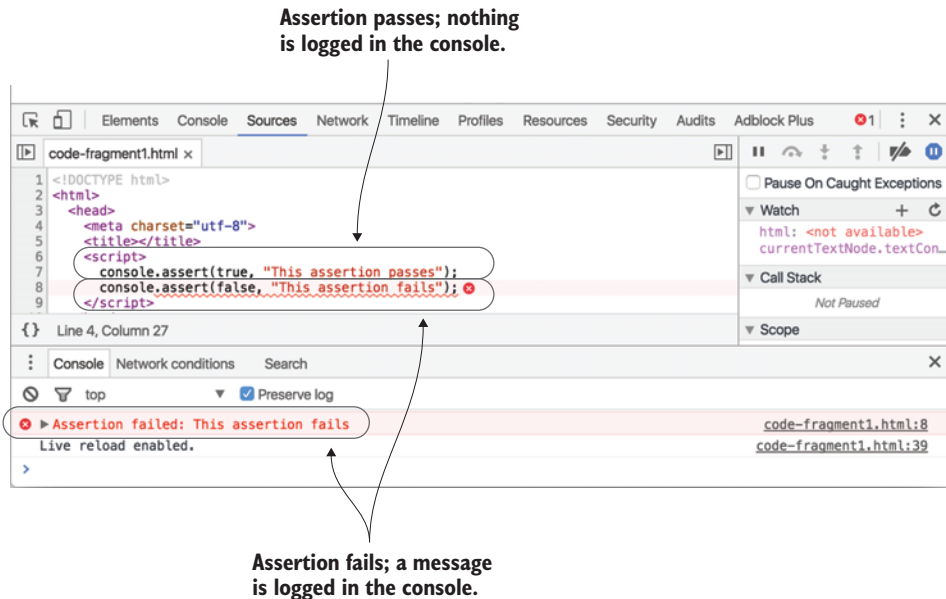 Assertion passes; nothing
is logged in the console.
Elements Console Sources Network Timeline Profiles Resources Security Audits Adblock Plus 1
code-fragment1.html ×
1 <!DOCTYPE html>
2 <html>
3 <head>
4 <meta charset="utf-8">
5 <title></title>
6 <script>
7 console.assert(true, "This assertion passes");
8 console.assert(false, "This assertion fails");
9 </script>
{} Line 4, Column 27
Pause On Caught Exceptions
Watch
html: <not available>
currentTextNode.textCon…
Call Stack
Not Paused
Scope
Console Network conditions Search
top Preserve log
Assertion failed: This assertion fails code-fragment1.html:8
Live reload enabled. code-fragment1.html:39
>
Assertion fails; a message
is logged in the console.